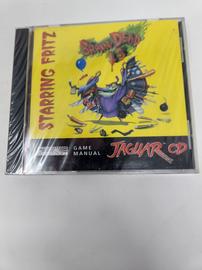 STARRING FRITZ
BRAIN DEAD
13
GAME
MANUAL
JAGUAR CD